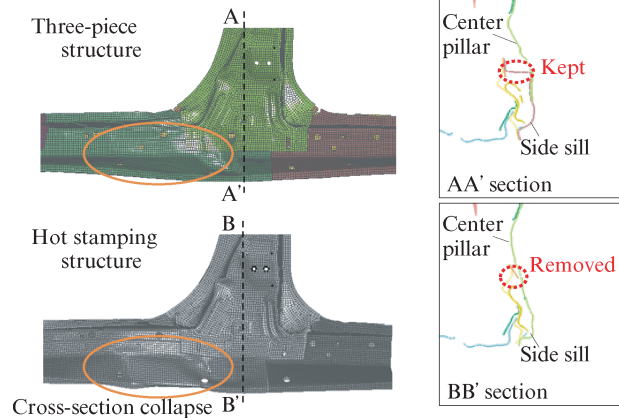 Three-piece
structure
A
A'
Center
pillar
Kept
Side sill
AA' section
Hot stamping
structure
B
B'
Cross-section collapse
Center
pillar
Removed
Side sill
BB' section